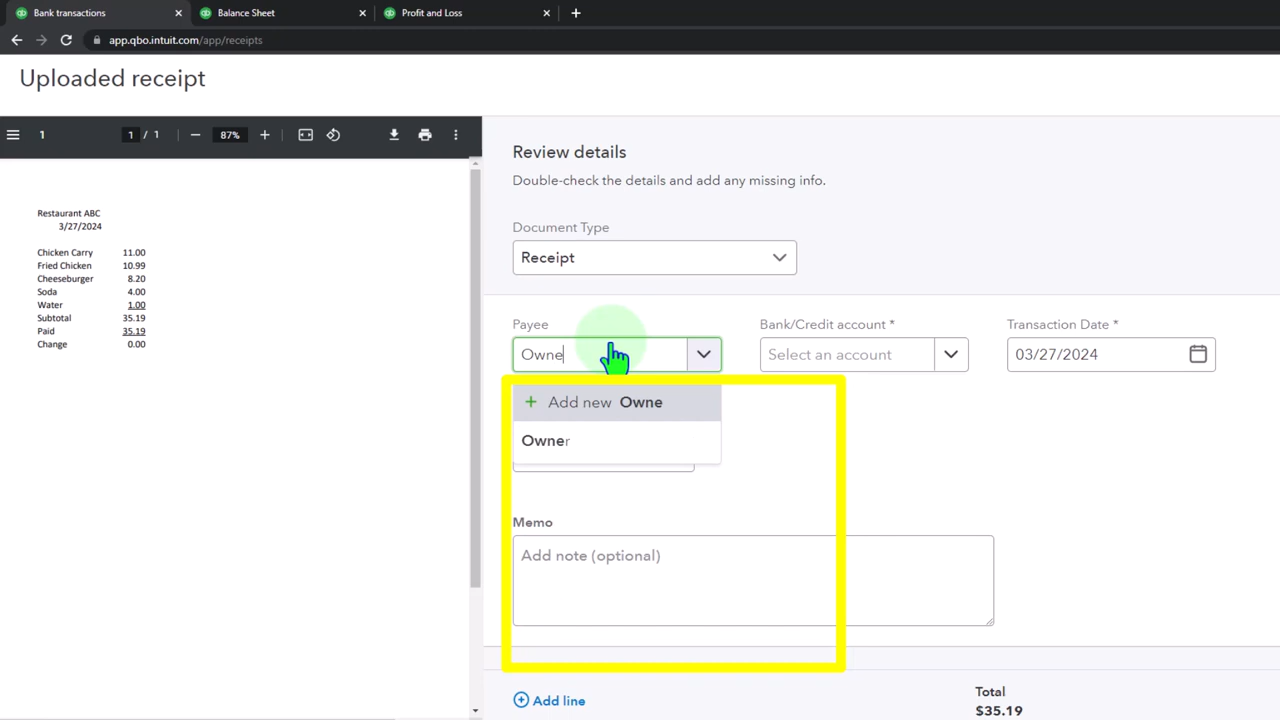 Bank transactions
Balance Sheet
Profit and Loss
app.qbo.intuit.com/app/receipts
Uploaded receipt
1
1 / 1
87%
Restaurant ABC
3/27/2024
Chicken Carry 11.00
Fried Chicken 10.99
Cheeseburger 8.20
Soda 4.00
Water 1.00
Subtotal 35.19
Paid 35.19
Change 0.00
Review details
Double-check the details and add any missing info.
Document Type
Receipt
Payee
Bank/Credit account *
Transaction Date *
Owne
Select an account
03/27/2024
+ Add new Owne
Owner
Memo
Add note (optional)
Add line
Total
$35.19